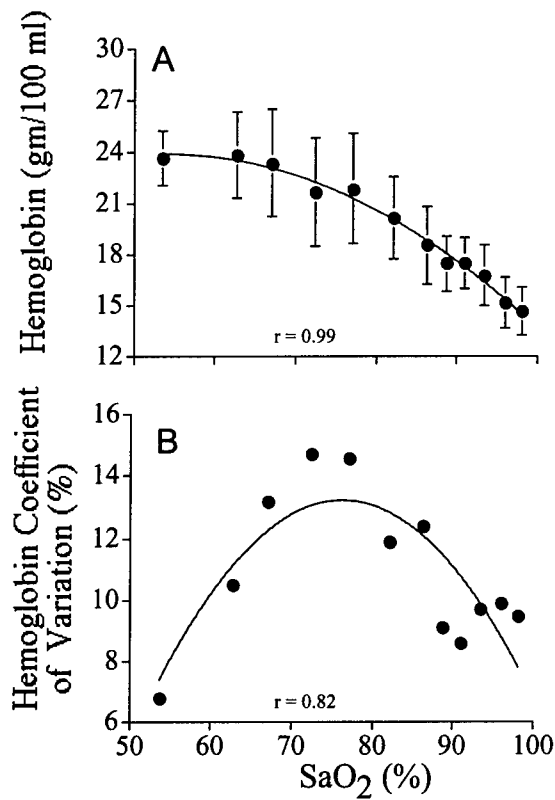 A
Hemoglobin (gm/100 ml)
30
27
24
21
18
15
12
r = 0.99
B
Hemoglobin Coefficient
of Variation (%)
16
14
12
10
8
6
r = 0.82
50 60 70 80 90 100
SaO₂ (%)